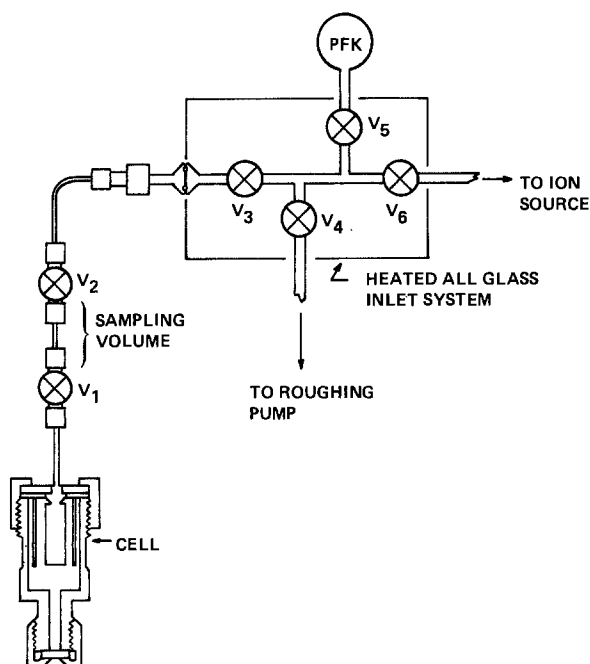 PFK
V5
V3
V4
V6
TO ION
SOURCE
HEATED ALL GLASS
INLET SYSTEM
V2
SAMPLING
VOLUME
V1
TO ROUGHING
PUMP
CELL